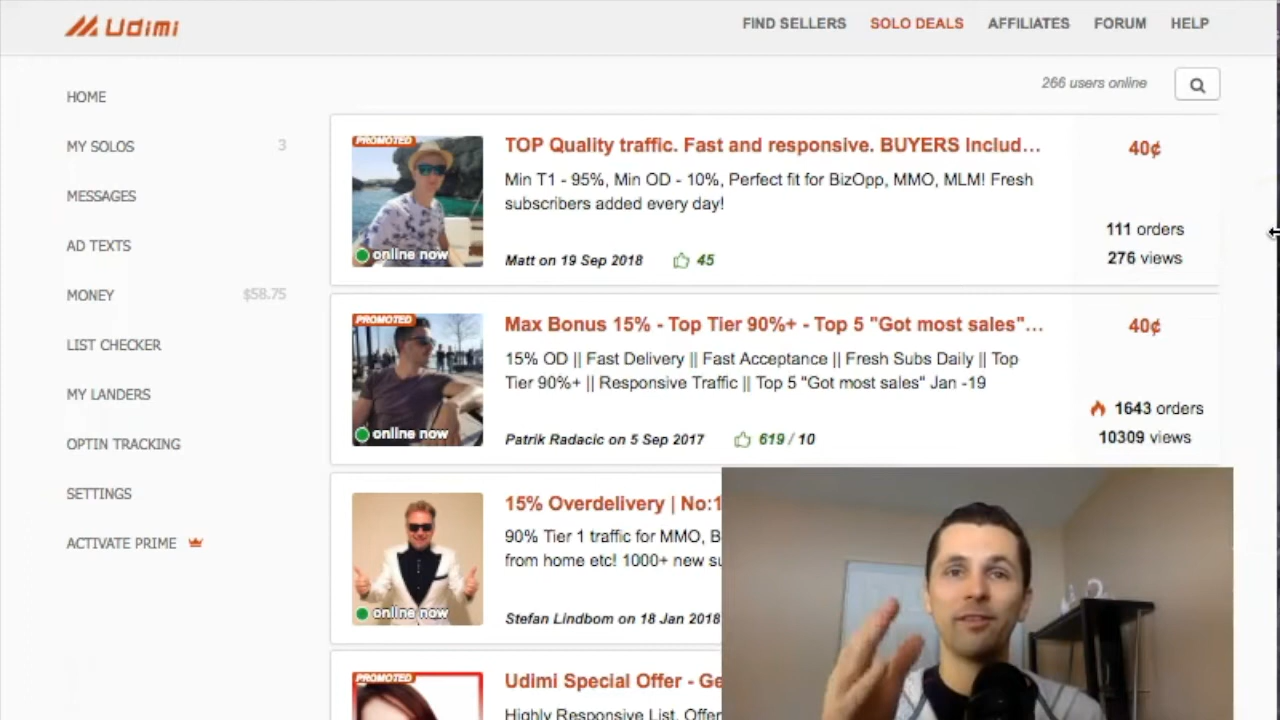 Udimi
FIND SELLERS
SOLO DEALS
AFFILIATES
FORUM
HELP
266 users online
HOME
MY SOLOS 3
MESSAGES
AD TEXTS
MONEY $58.75
LIST CHECKER
MY LANDERS
OPTIN TRACKING
SETTINGS
ACTIVATE PRIME
PROMOTED
online now
TOP Quality traffic. Fast and responsive. BUYERS Includ...
40¢
Min T1 - 95%, Min OD - 10%, Perfect fit for BizOpp, MMO, MLM! Fresh
subscribers added every day!
111 orders
276 views
Matt on 19 Sep 2018 45
PROMOTED
online now
Max Bonus 15% - Top Tier 90%+ - Top 5 "Got most sales"...
40¢
15% OD || Fast Delivery || Fast Acceptance || Fresh Subs Daily || Top
Tier 90%+ || Responsive Traffic || Top 5 "Got most sales" Jan -19
1643 orders
10309 views
Patrik Radacic on 5 Sep 2017 619 / 10
online now
15% Overdelivery | No:1
90% Tier 1 traffic for MMO, B
from home etc! 1000+ new su
Stefan Lindbom on 18 Jan 2018
PROMOTED
Udimi Special Offer - Ge
Highly Responsive List, Offer